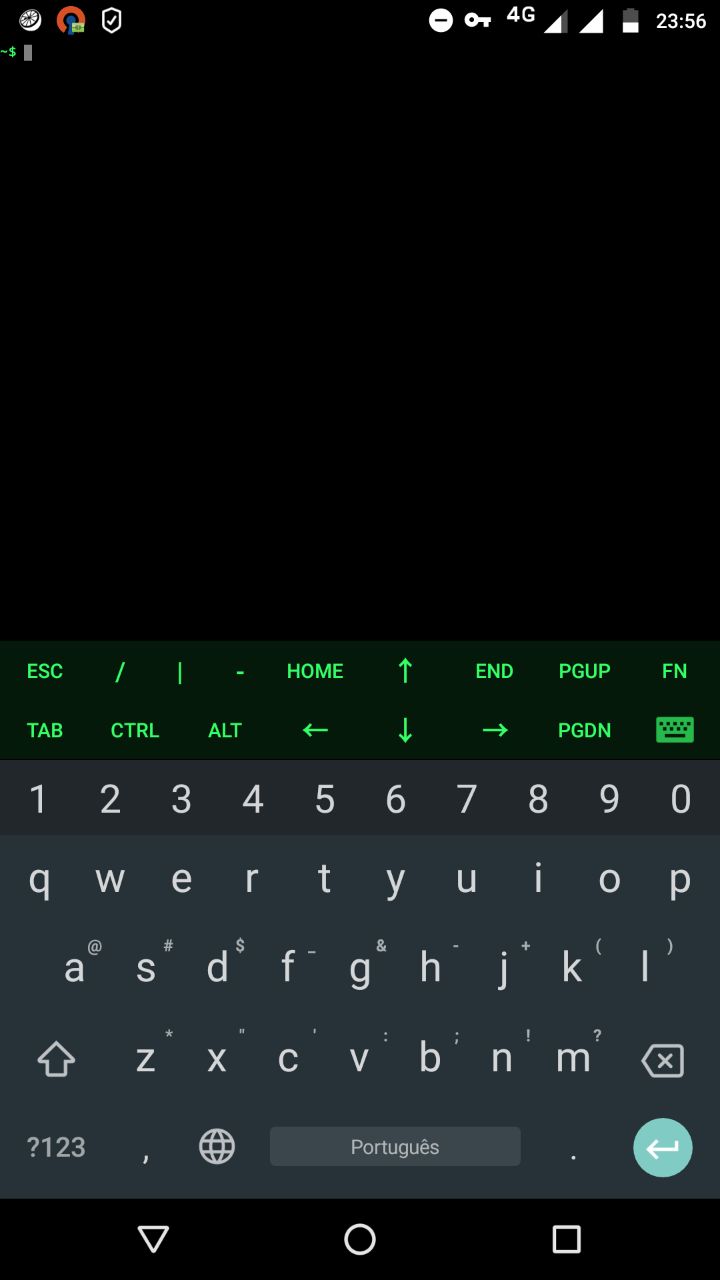 4G 23:56
~$
ESC / | - HOME ↑ END PGUP FN
TAB CTRL ALT ← ↓ → PGDN
1 2 3 4 5 6 7 8 9 0
q w e r t y u i o p
a @ s # d $ f _ g & h - j + k ( l )
z * x " c ' v : b ; n ! m ?
?123 , Português .